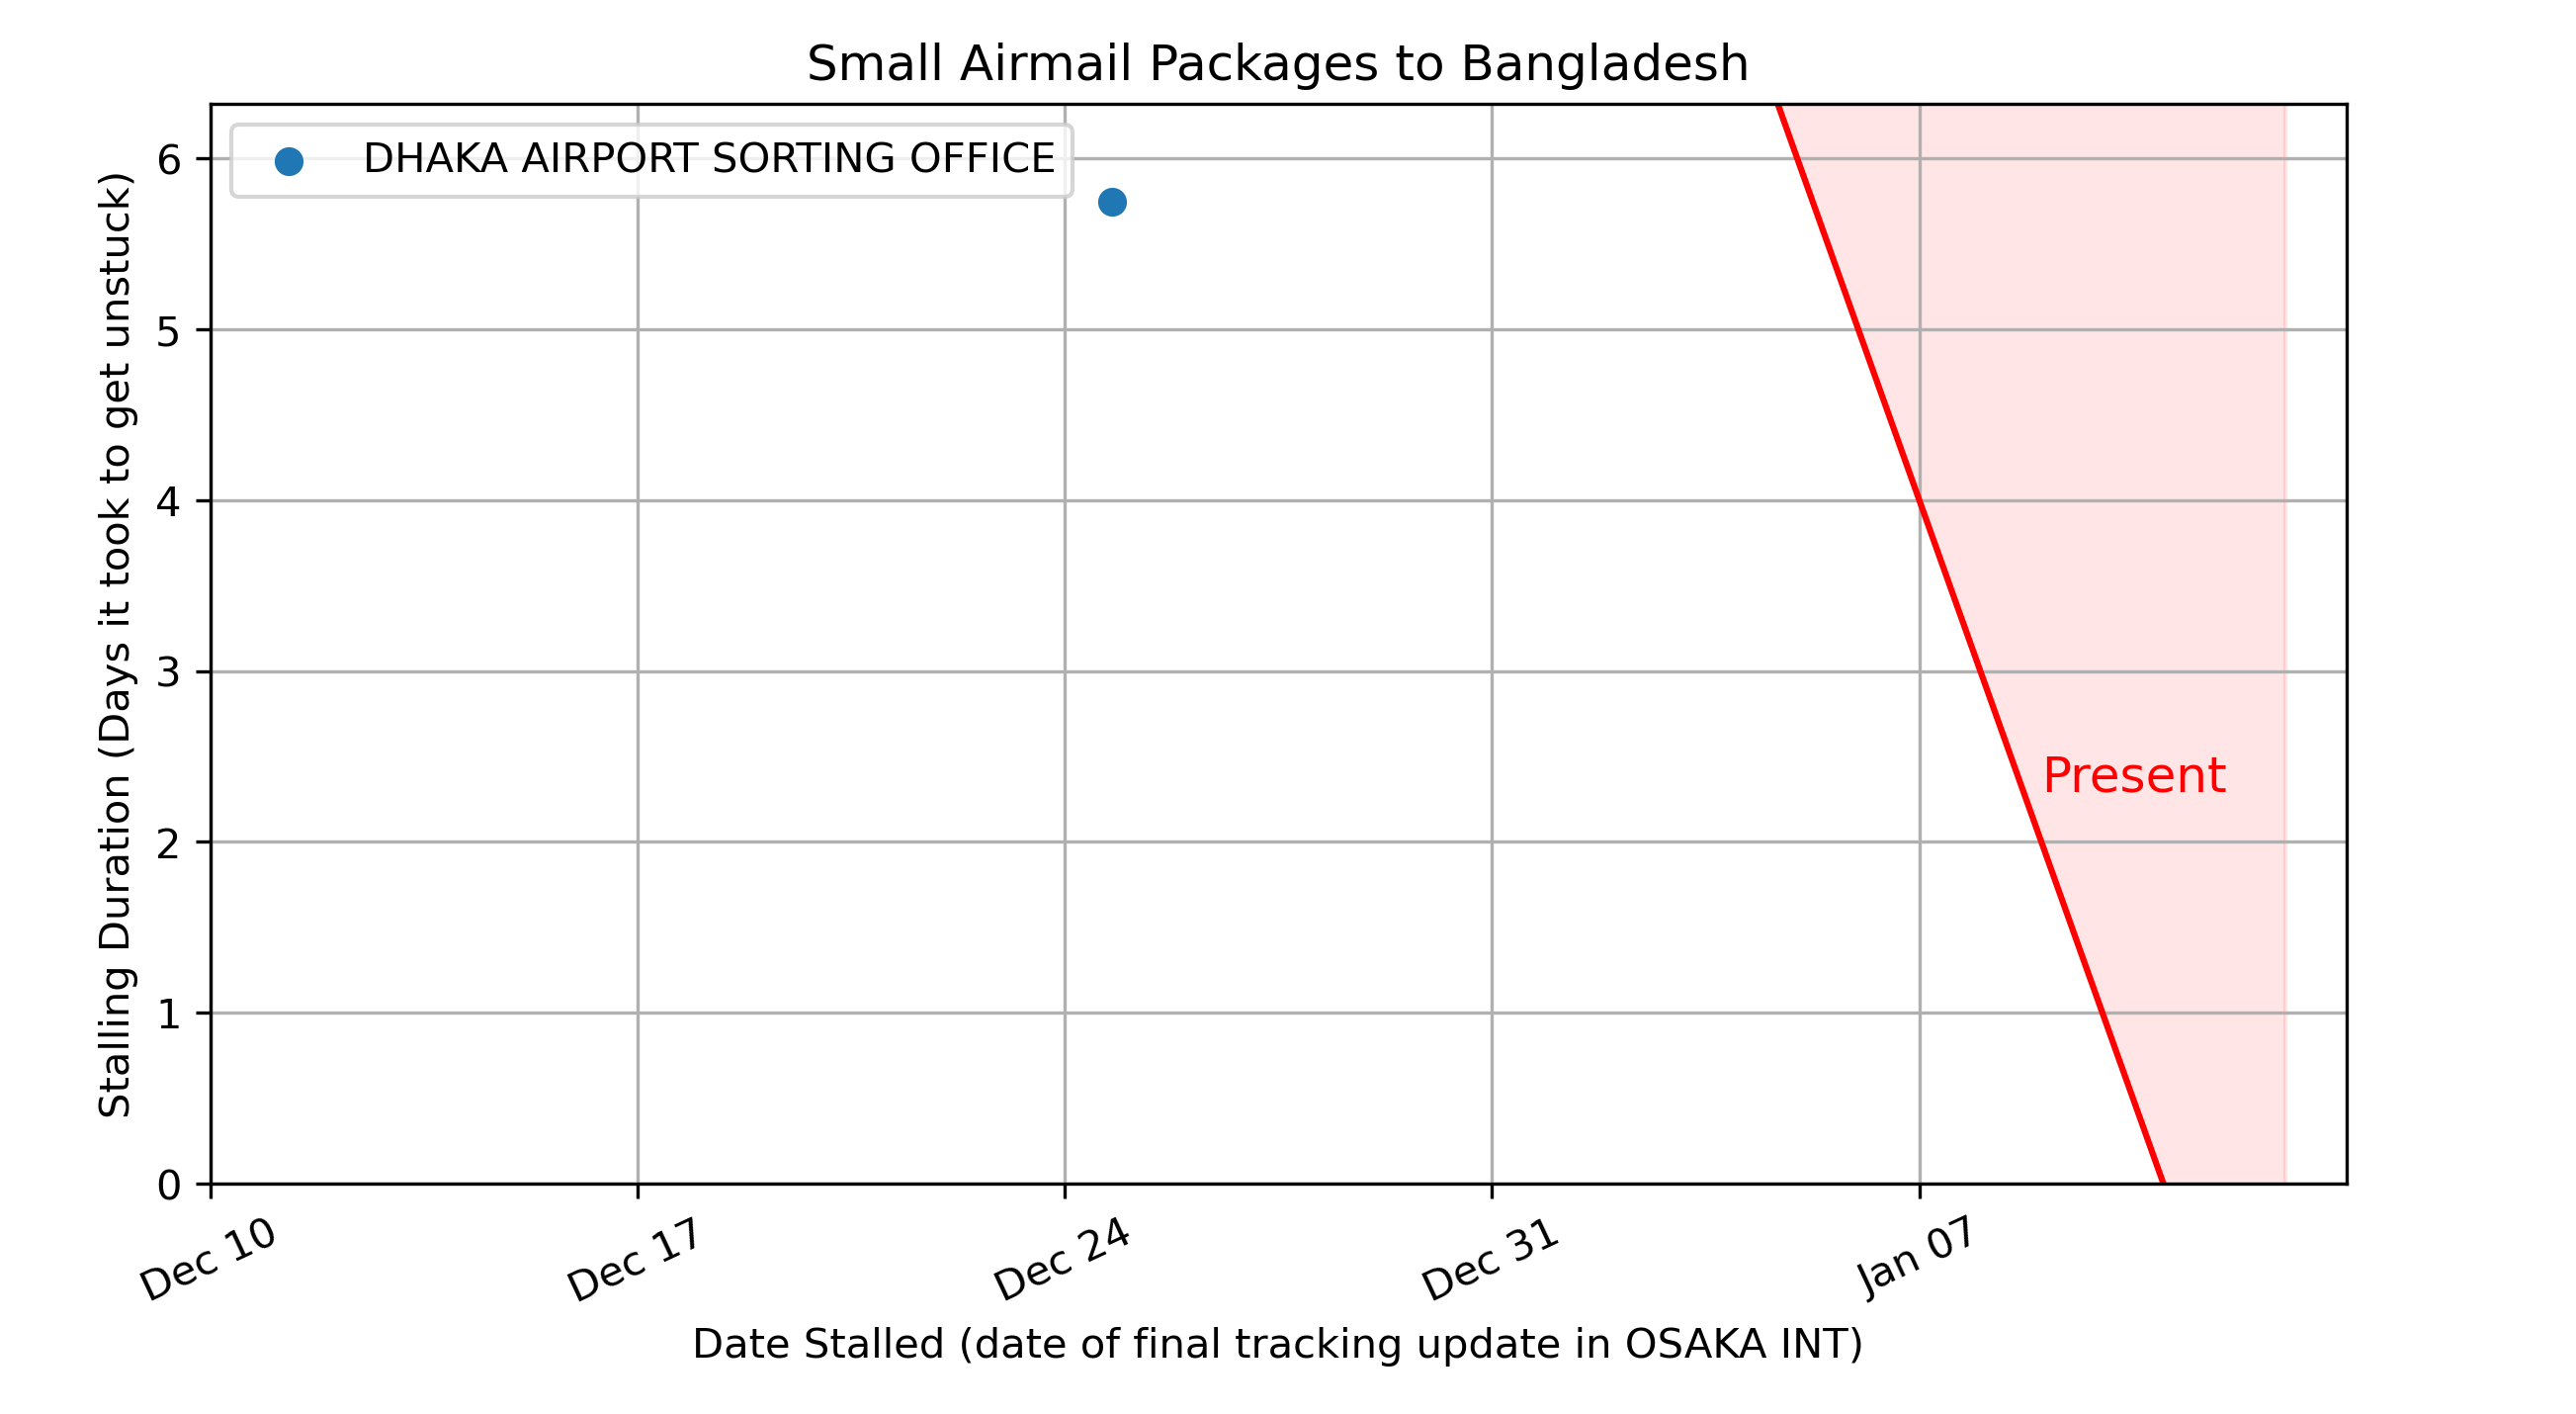 Small Airmail Packages to Bangladesh
DHAKA AIRPORT SORTING OFFICE
Stalling Duration (Days it took to get unstuck)
6
5
4
3
2
1
0
Present
Dec 10
Dec 17
Dec 24
Dec 31
Jan 07
Date Stalled (date of final tracking update in OSAKA INT)